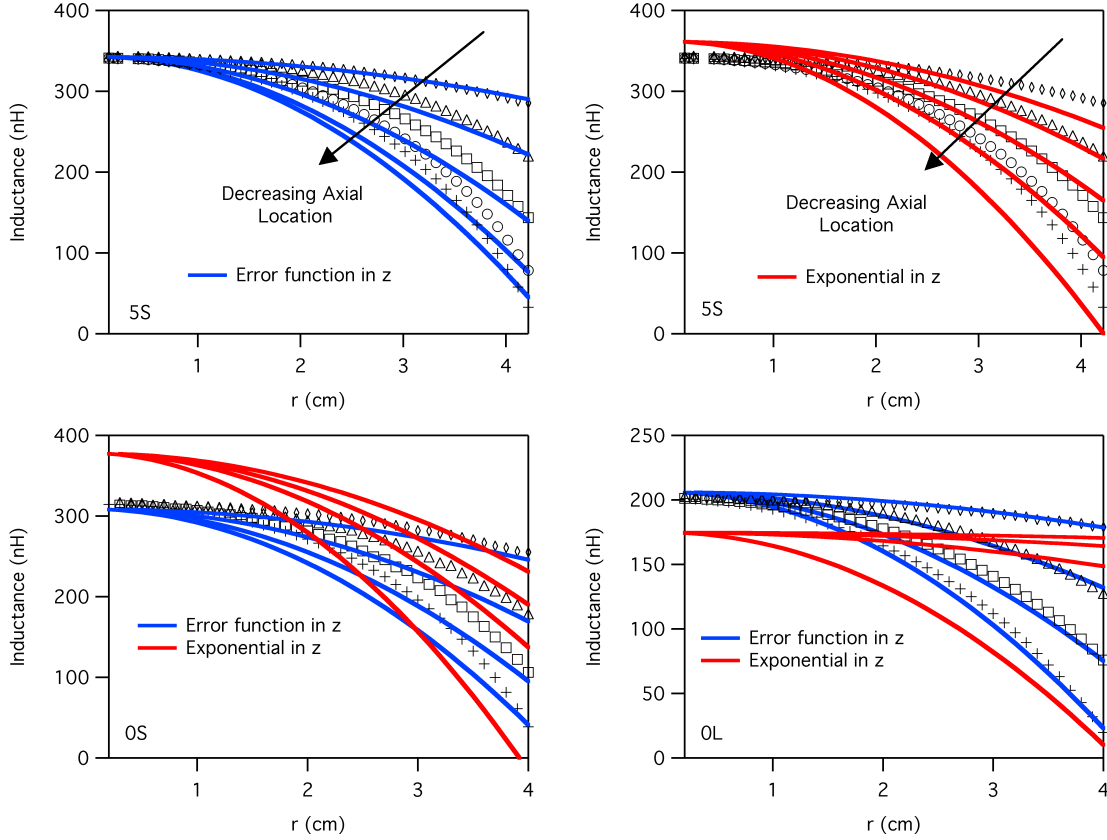 400
300
200
100
0
Inductance (nH)
Decreasing Axial
Location
Error function in z
5S
1
2
3
4
r (cm)
400
300
200
100
0
Inductance (nH)
Decreasing Axial
Location
Exponential in z
5S
1
2
3
4
r (cm)
400
300
200
100
0
Inductance (nH)
Error function in z
Exponential in z
0S
1
2
3
4
r (cm)
250
200
150
100
50
0
Inductance (nH)
Error function in z
Exponential in z
0L
1
2
3
4
r (cm)